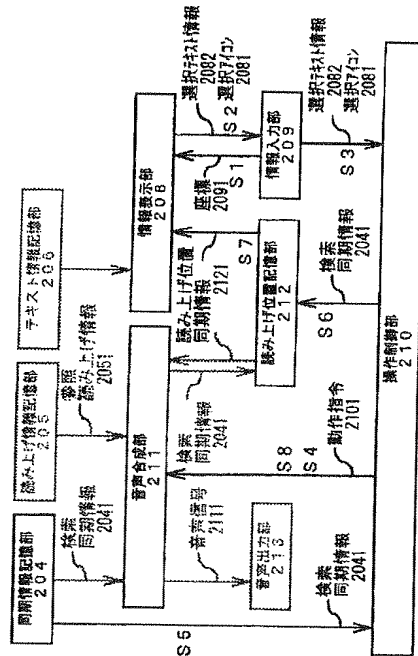 同期情報記憶部
204
読み上げ情報記憶部
205
テキスト情報記憶部
206
検索
同期情報
2041
参照
読み上げ情報
2051
音声合成部
211
情報表示部
208
音声信号
2111
音声出力部
213
検索
同期情報
2041
読み上げ位置
同期情報
2121
S7
座標
2091
S1
S2
選択テキスト情報
2082
選択アイコン
2081
読み上げ位置記憶部
212
情報入力部
209
S5
検索
同期情報
2041
S8
S4
動作指令
2101
S6
検索
同期情報
2041
S3
選択テキスト情報
2082
選択アイコン
2081
操作制御部
210